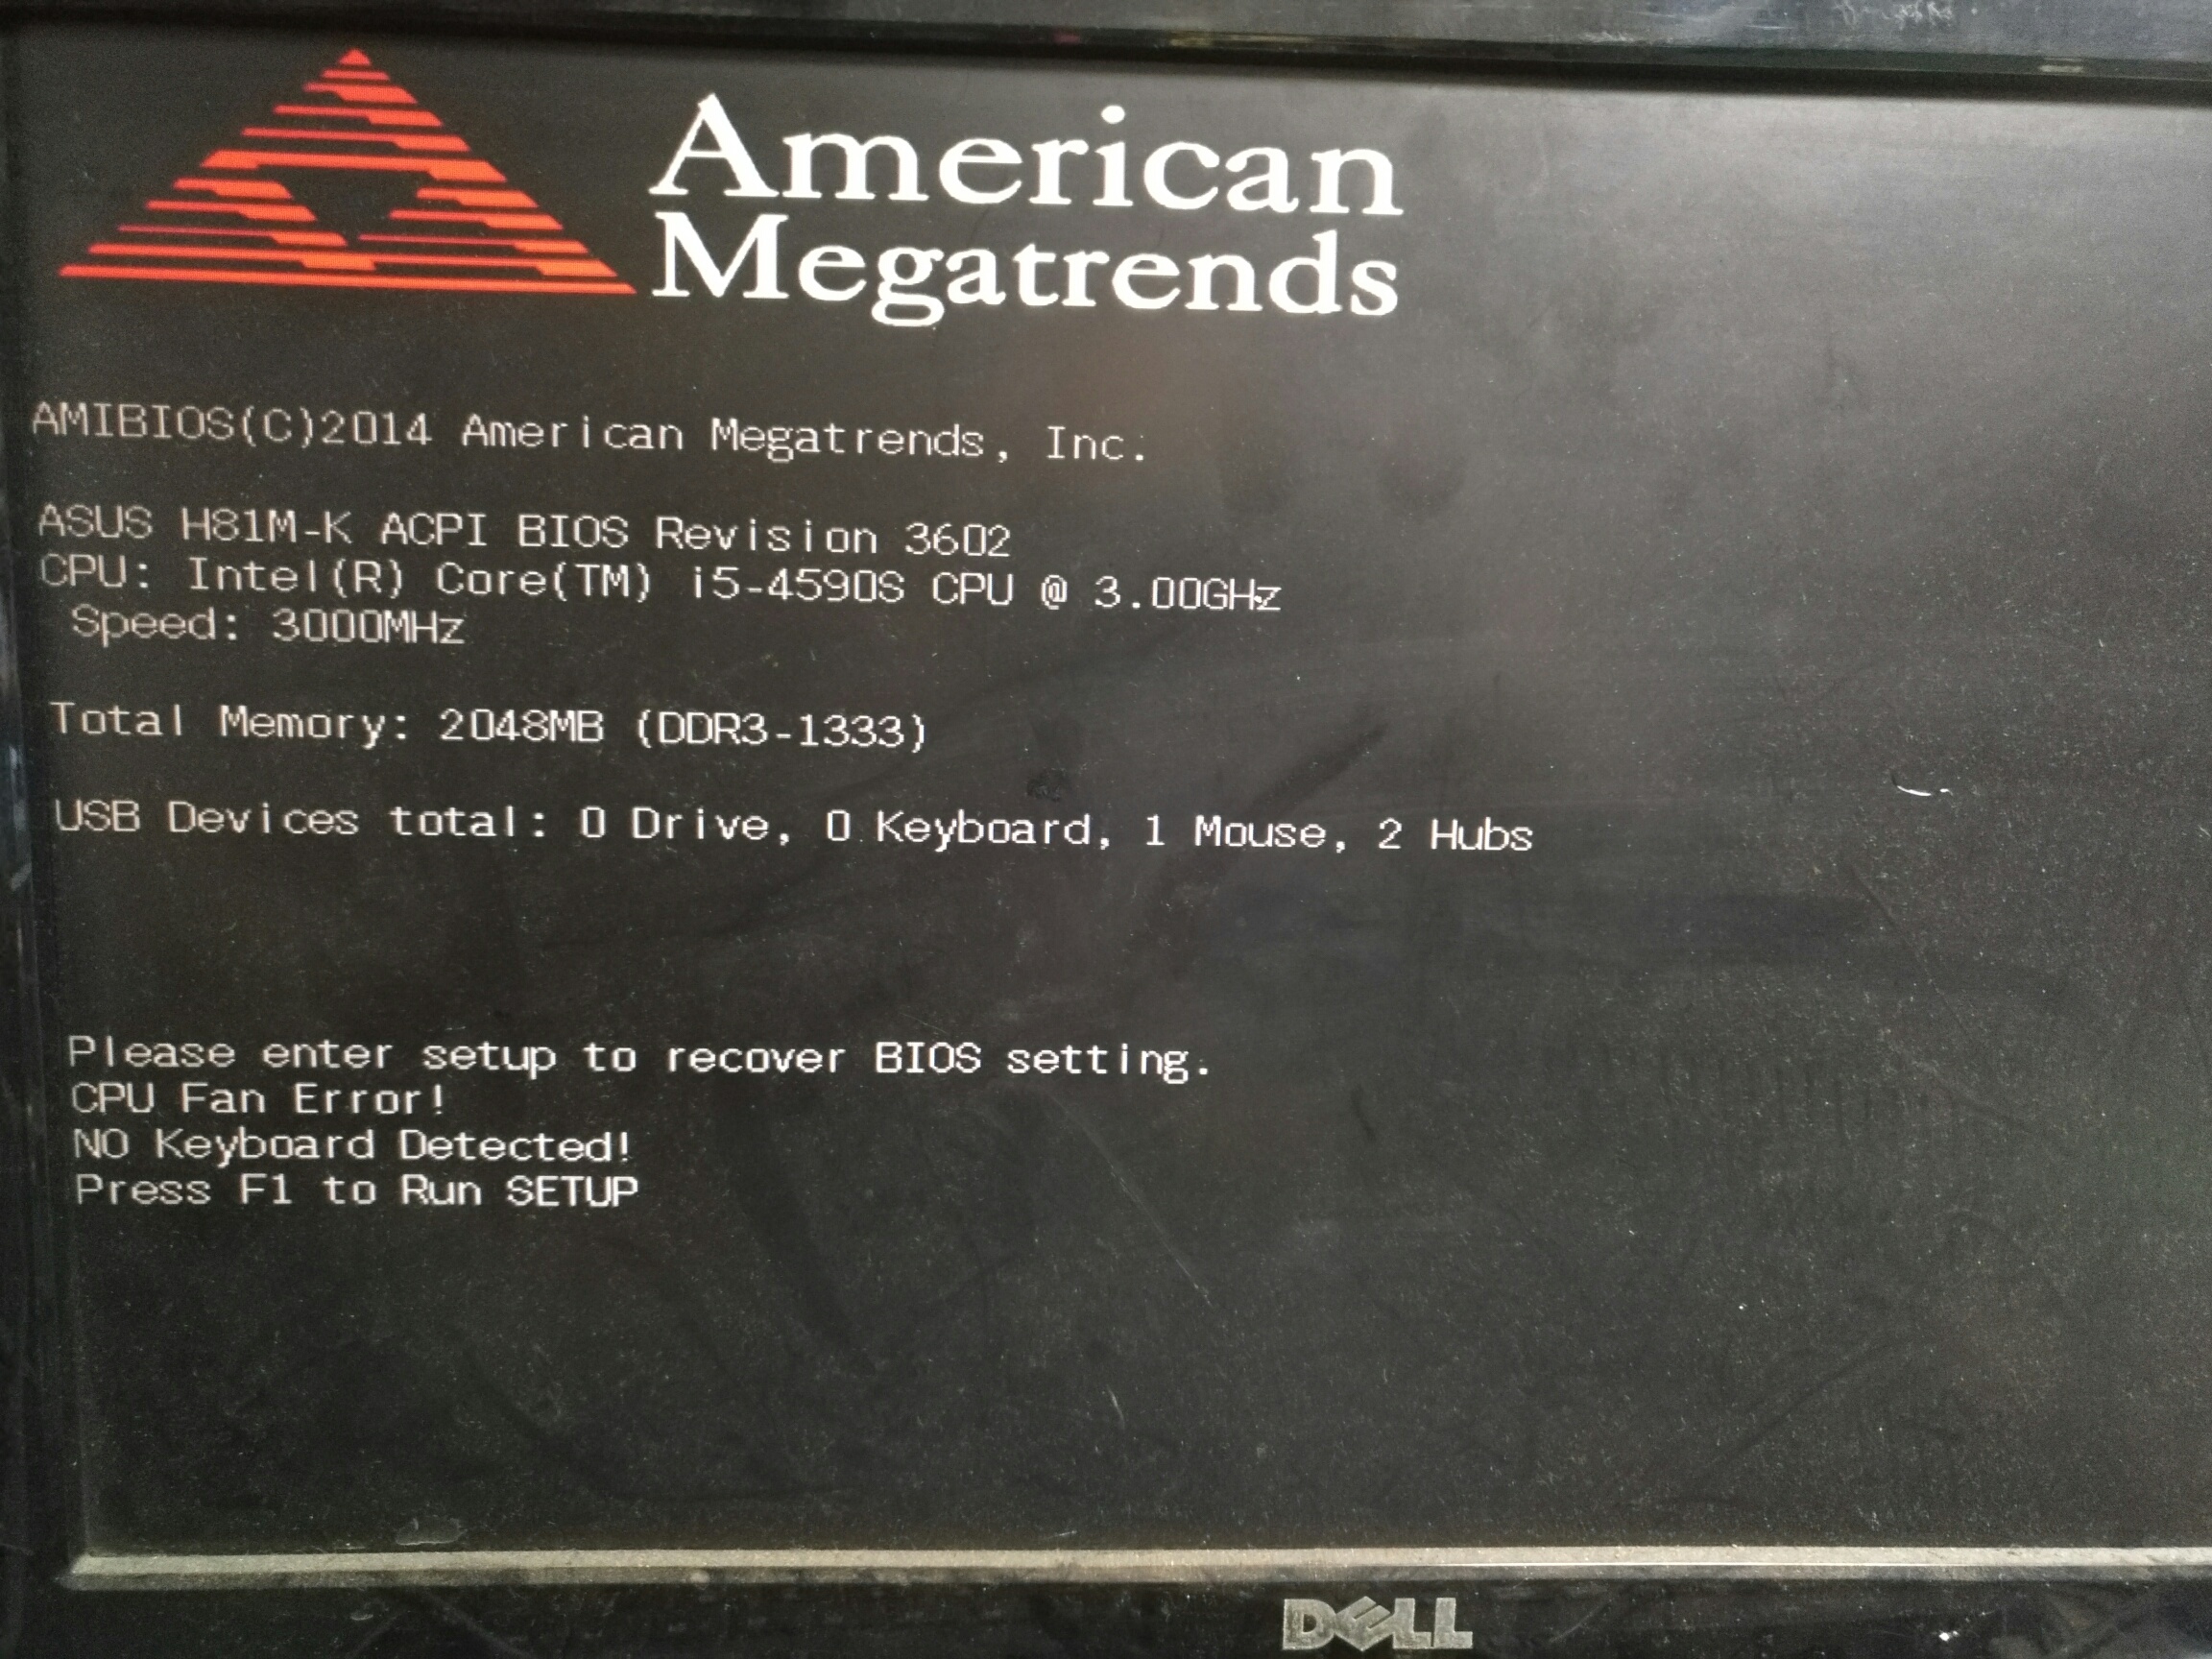 American
Megatrends
AMIBIOS(C)2014 American Megatrends, Inc.
ASUS H81M-K ACPI BIOS Revision 3602
CPU: Intel(R) Core(TM) i5-4590S CPU @ 3.00GHz
Speed: 3000MHz
Total Memory: 2048MB (DDR3-1333)
USB Devices total: 0 Drive, 0 Keyboard, 1 Mouse, 2 Hubs
Please enter setup to recover BIOS setting.
CPU Fan Error!
NO Keyboard Detected!
Press F1 to Run SETUP
DELL